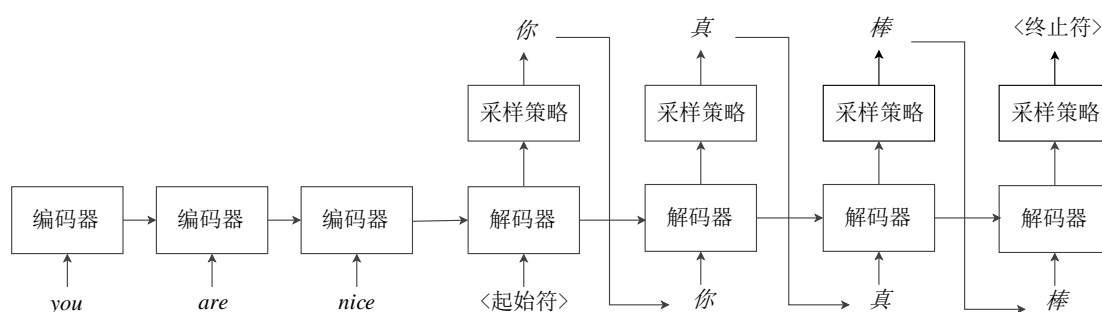 你 真 棒 <终止符>
采样策略 采样策略 采样策略 采样策略
编码器 编码器 编码器 解码器 解码器 解码器 解码器
you are nice <起始符> 你 真 棒